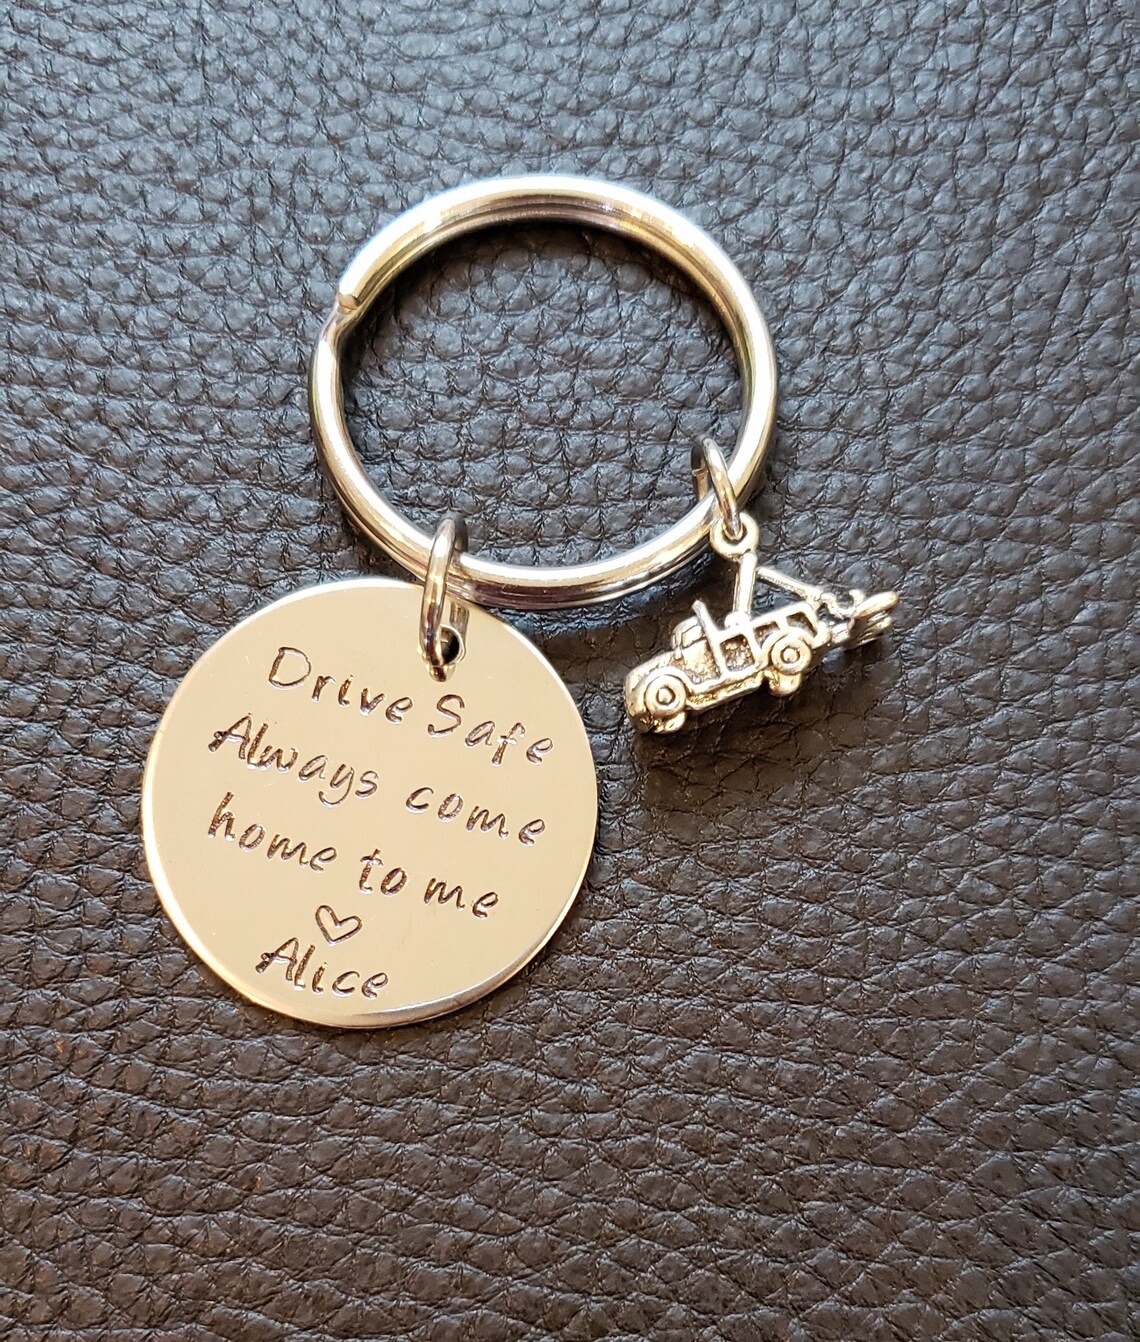 Drive Safe
Always come
home to me
♡
Alice